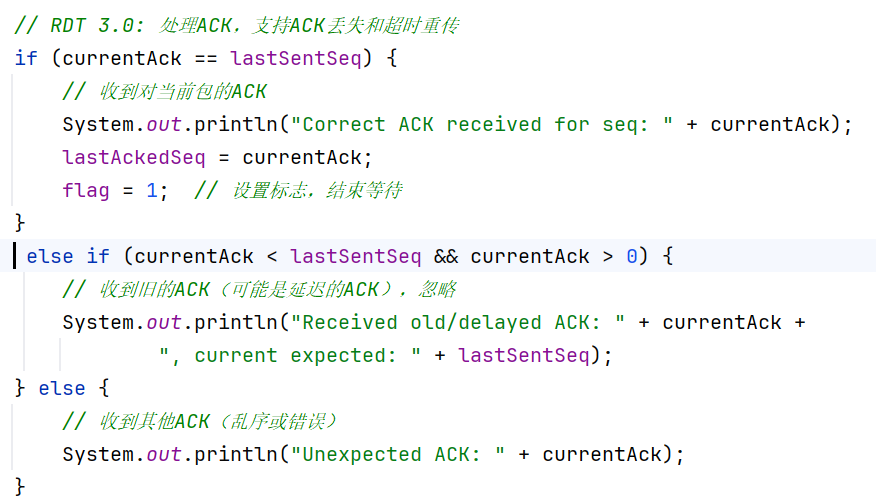 // RDT 3.0: 处理ACK，支持ACK丢失和超时重传
if (currentAck == lastSentSeq) {
    // 收到对当前包的ACK
    System.out.println("Correct ACK received for seq: " + currentAck);
    lastAckedSeq = currentAck;
    flag = 1;  // 设置标志，结束等待
}
 else if (currentAck < lastSentSeq && currentAck > 0) {
    // 收到旧的ACK（可能是延迟的ACK），忽略
    System.out.println("Received old/delayed ACK: " + currentAck +
            ", current expected: " + lastSentSeq);
} else {
    // 收到其他ACK（乱序或错误）
    System.out.println("Unexpected ACK: " + currentAck);
}